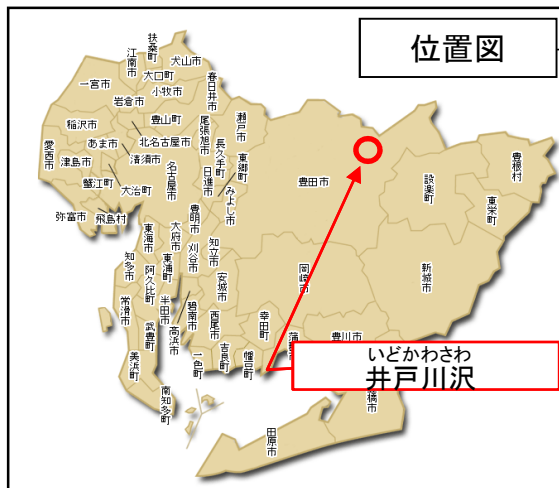 位置図
扶桑町
江南市
犬山市
大口町
一宮市
小牧市
春日井市
岩倉市
稲沢市
豊山町
瀬戸市
尾張旭市
あま市
北名古屋市
長久手町
愛西市
津島市
清須市
東郷町
豊根村
名古屋市
日進市
設楽町
蟹江町
大治町
みよし市
豊田市
東栄町
弥富市
飛島村
豊明市
大府市
東海市
刈谷市
知立市
知多市
東浦町
岡崎市
新城市
阿久比町
安城市
常滑市
半田市
碧南市
西尾市
幸田町
武豊町
高浜市
豊川市
吉良町
幡豆町
一色町
美浜町
南知多町
田原市
いどかわさわ
井戸川沢